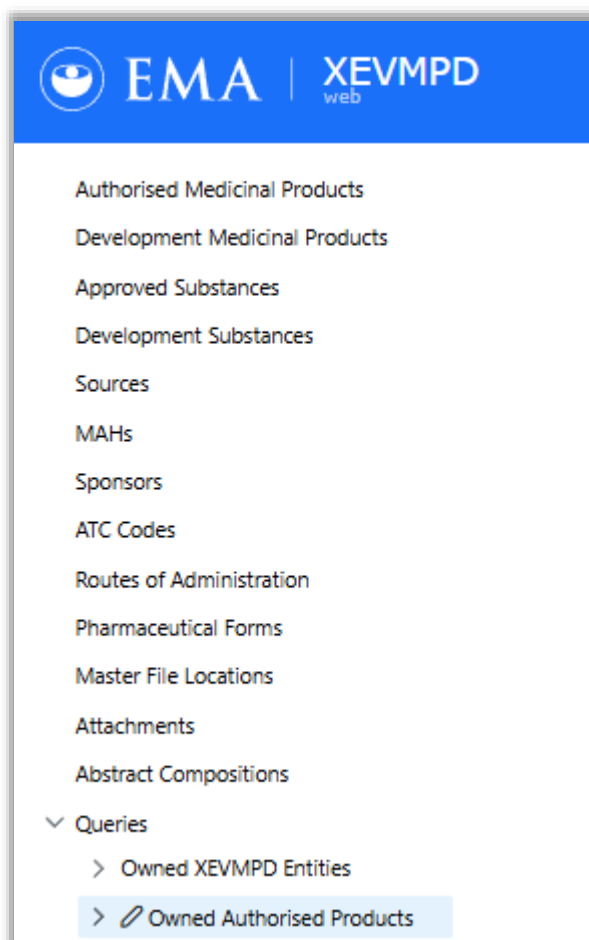 EMA | XEVMPD
web
Authorised Medicinal Products
Development Medicinal Products
Approved Substances
Development Substances
Sources
MAHs
Sponsors
ATC Codes
Routes of Administration
Pharmaceutical Forms
Master File Locations
Attachments
Abstract Compositions
Queries
Owned XEVMPD Entities
Owned Authorised Products